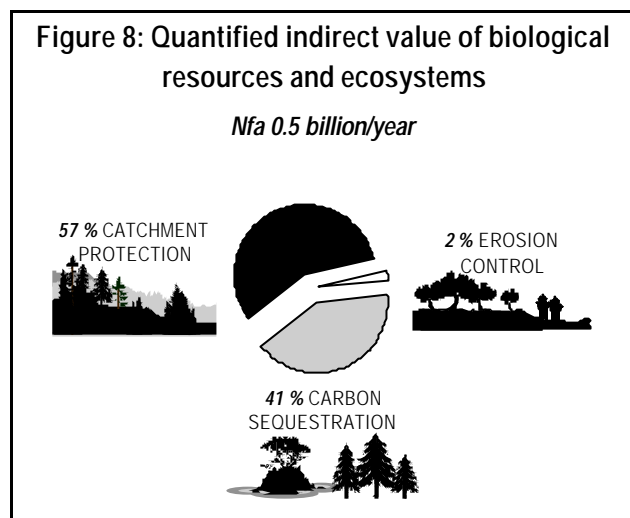 Figure 8: Quantified indirect value of biological
resources and ecosystems
Nfa 0.5 billion/year
57 % CATCHMENT
PROTECTION
2 % EROSION
CONTROL
41 % CARBON
SEQUESTRATION